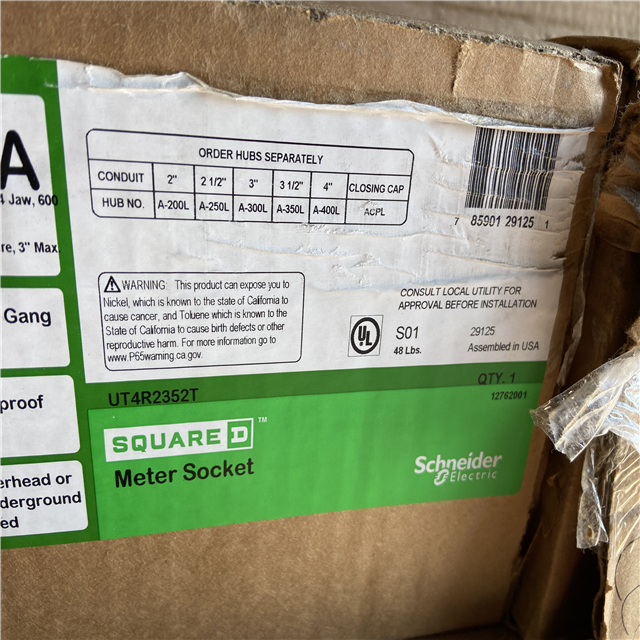 A
4 Jaw, 600
re, 3" Max.
Gang
proof
erhead or
nderground
ed
ORDER HUBS SEPARATELY
CONDUIT 2" 2 1/2" 3" 3 1/2" 4" CLOSING CAP
HUB NO. A-200L A-250L A-300L A-350L A-400L ACPL
7 85901 29125 1
WARNING: This product can expose you to
Nickel, which is known to the state of California to
cause cancer, and Toluene which is known to the
State of California to cause birth defects or other
reproductive harm. For more information go to
www.P65warning.ca.gov.
CONSULT LOCAL UTILITY FOR
APPROVAL BEFORE INSTALLATION
UL
S01
48 Lbs.
29125
Assembled in USA
QTY. 1
12762001
UT4R2352T
SQUARE D™
Meter Socket
Schneider
Electric